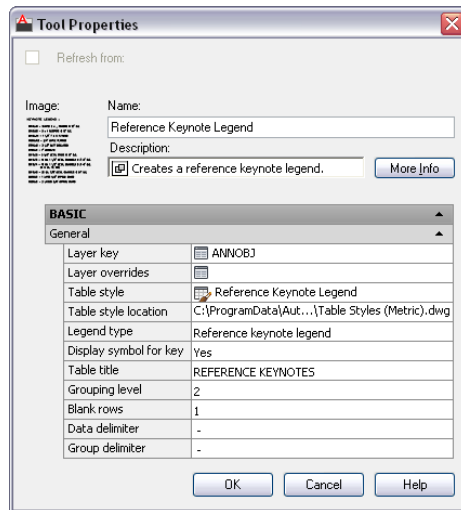 Tool Properties
Refresh from:
Image:
Name:
Reference Keynote Legend
Description:
Creates a reference keynote legend.
More Info
BASIC
General
Layer key ANNOBJ
Layer overrides
Table style Reference Keynote Legend
Table style location C:\ProgramData\Aut...\Table Styles (Metric).dwg
Legend type Reference keynote legend
Display symbol for key Yes
Table title REFERENCE KEYNOTES
Grouping level 2
Blank rows 1
Data delimiter -
Group delimiter -
OK Cancel Help